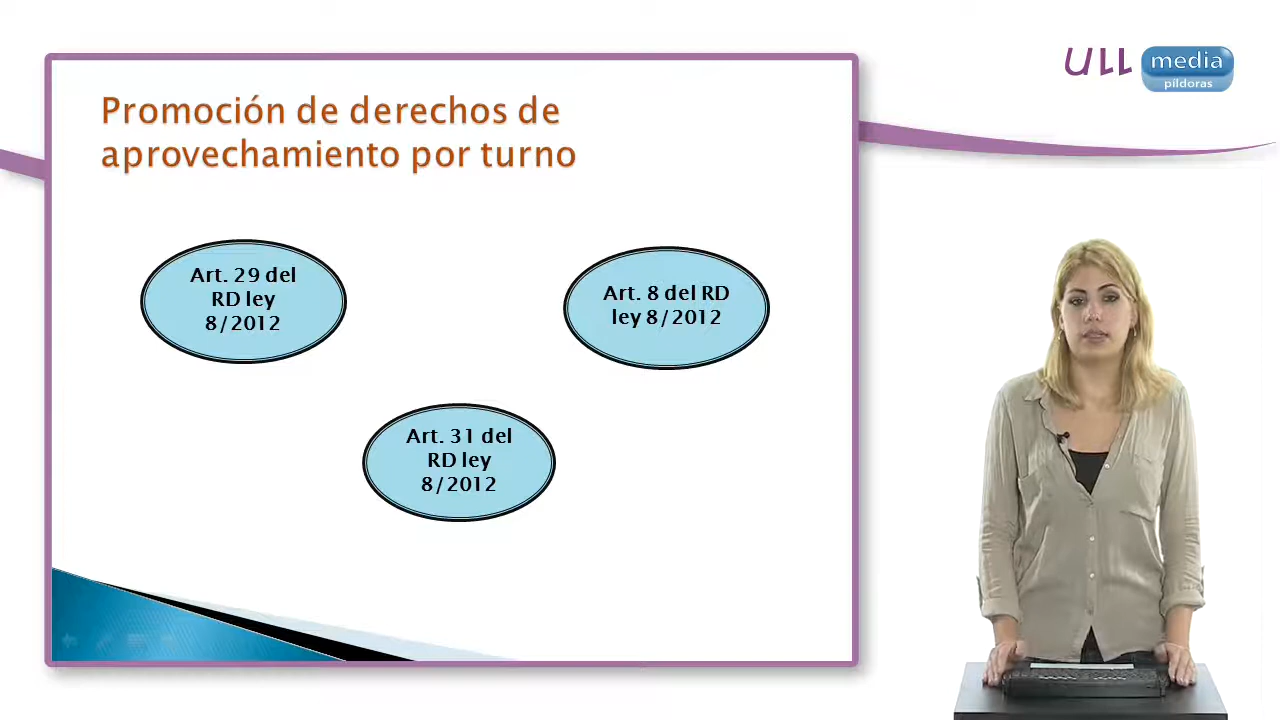 ULL media
píldoras
Promoción de derechos de
aprovechamiento por turno
Art. 29 del
RD ley
8/2012
Art. 8 del RD
ley 8/2012
Art. 31 del
RD ley
8/2012